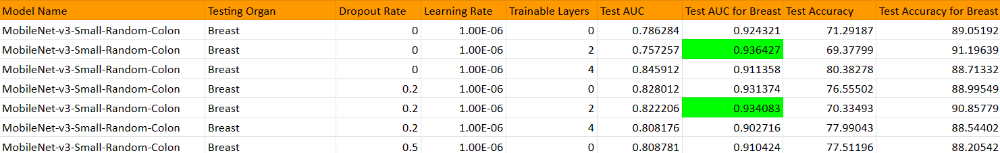 Model Name Testing Organ Dropout Rate Learning Rate Trainable Layers Test AUC Test AUC for Breast Test Accuracy Test Accuracy for Breast
MobileNet-v3-Small-Random-Colon Breast 0 1.00E-06 0 0.786284 0.924321 71.29187 89.05192
MobileNet-v3-Small-Random-Colon Breast 0 1.00E-06 2 0.757257 0.936427 69.37799 91.19639
MobileNet-v3-Small-Random-Colon Breast 0 1.00E-06 4 0.845912 0.911358 80.38278 88.71332
MobileNet-v3-Small-Random-Colon Breast 0.2 1.00E-06 0 0.828012 0.931374 76.55502 88.99549
MobileNet-v3-Small-Random-Colon Breast 0.2 1.00E-06 2 0.822206 0.934083 70.33493 90.85779
MobileNet-v3-Small-Random-Colon Breast 0.2 1.00E-06 4 0.808176 0.902716 77.99043 88.54402
MobileNet-v3-Small-Random-Colon Breast 0.5 1.00E-06 0 0.808781 0.910424 77.51196 88.20542